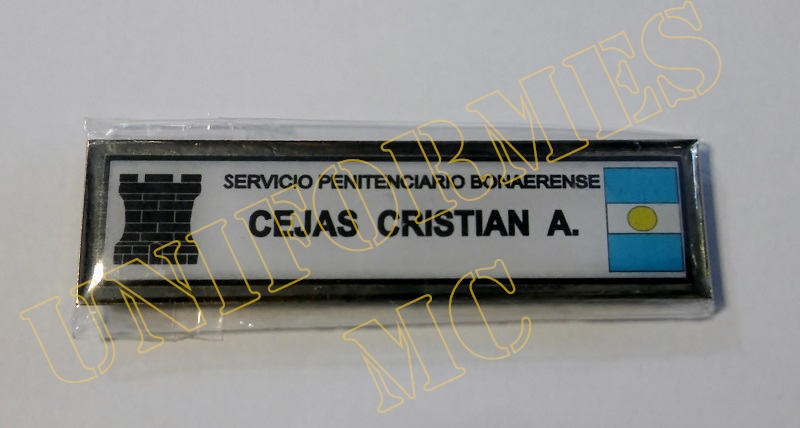 SERVICIO PENITENCIARIO BONAERENSE
CEJAS CRISTIAN A.
UNIFORMES
MC